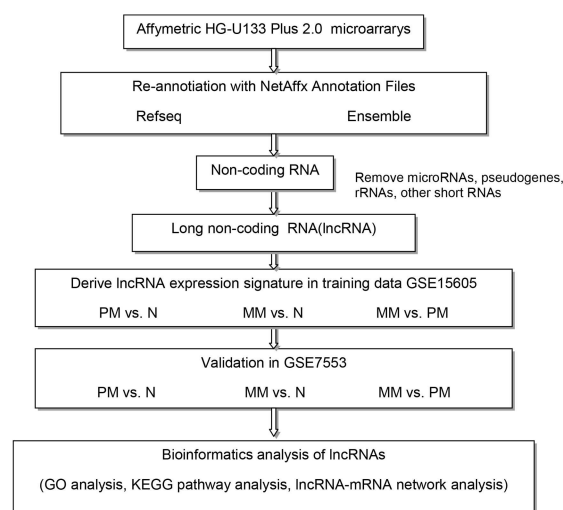 Affymetric HG-U133 Plus 2.0 microarrarys
Re-annotiation with NetAffx Annotation Files
Refseq Ensemble
Non-coding RNA
Remove microRNAs, pseudogenes,
rRNAs, other short RNAs
Long non-coding RNA(lncRNA)
Derive lncRNA expression signature in training data GSE15605
PM vs. N MM vs. N MM vs. PM
Validation in GSE7553
PM vs. N MM vs. N MM vs. PM
Bioinformatics analysis of lncRNAs
(GO analysis, KEGG pathway analysis, lncRNA-mRNA network analysis)